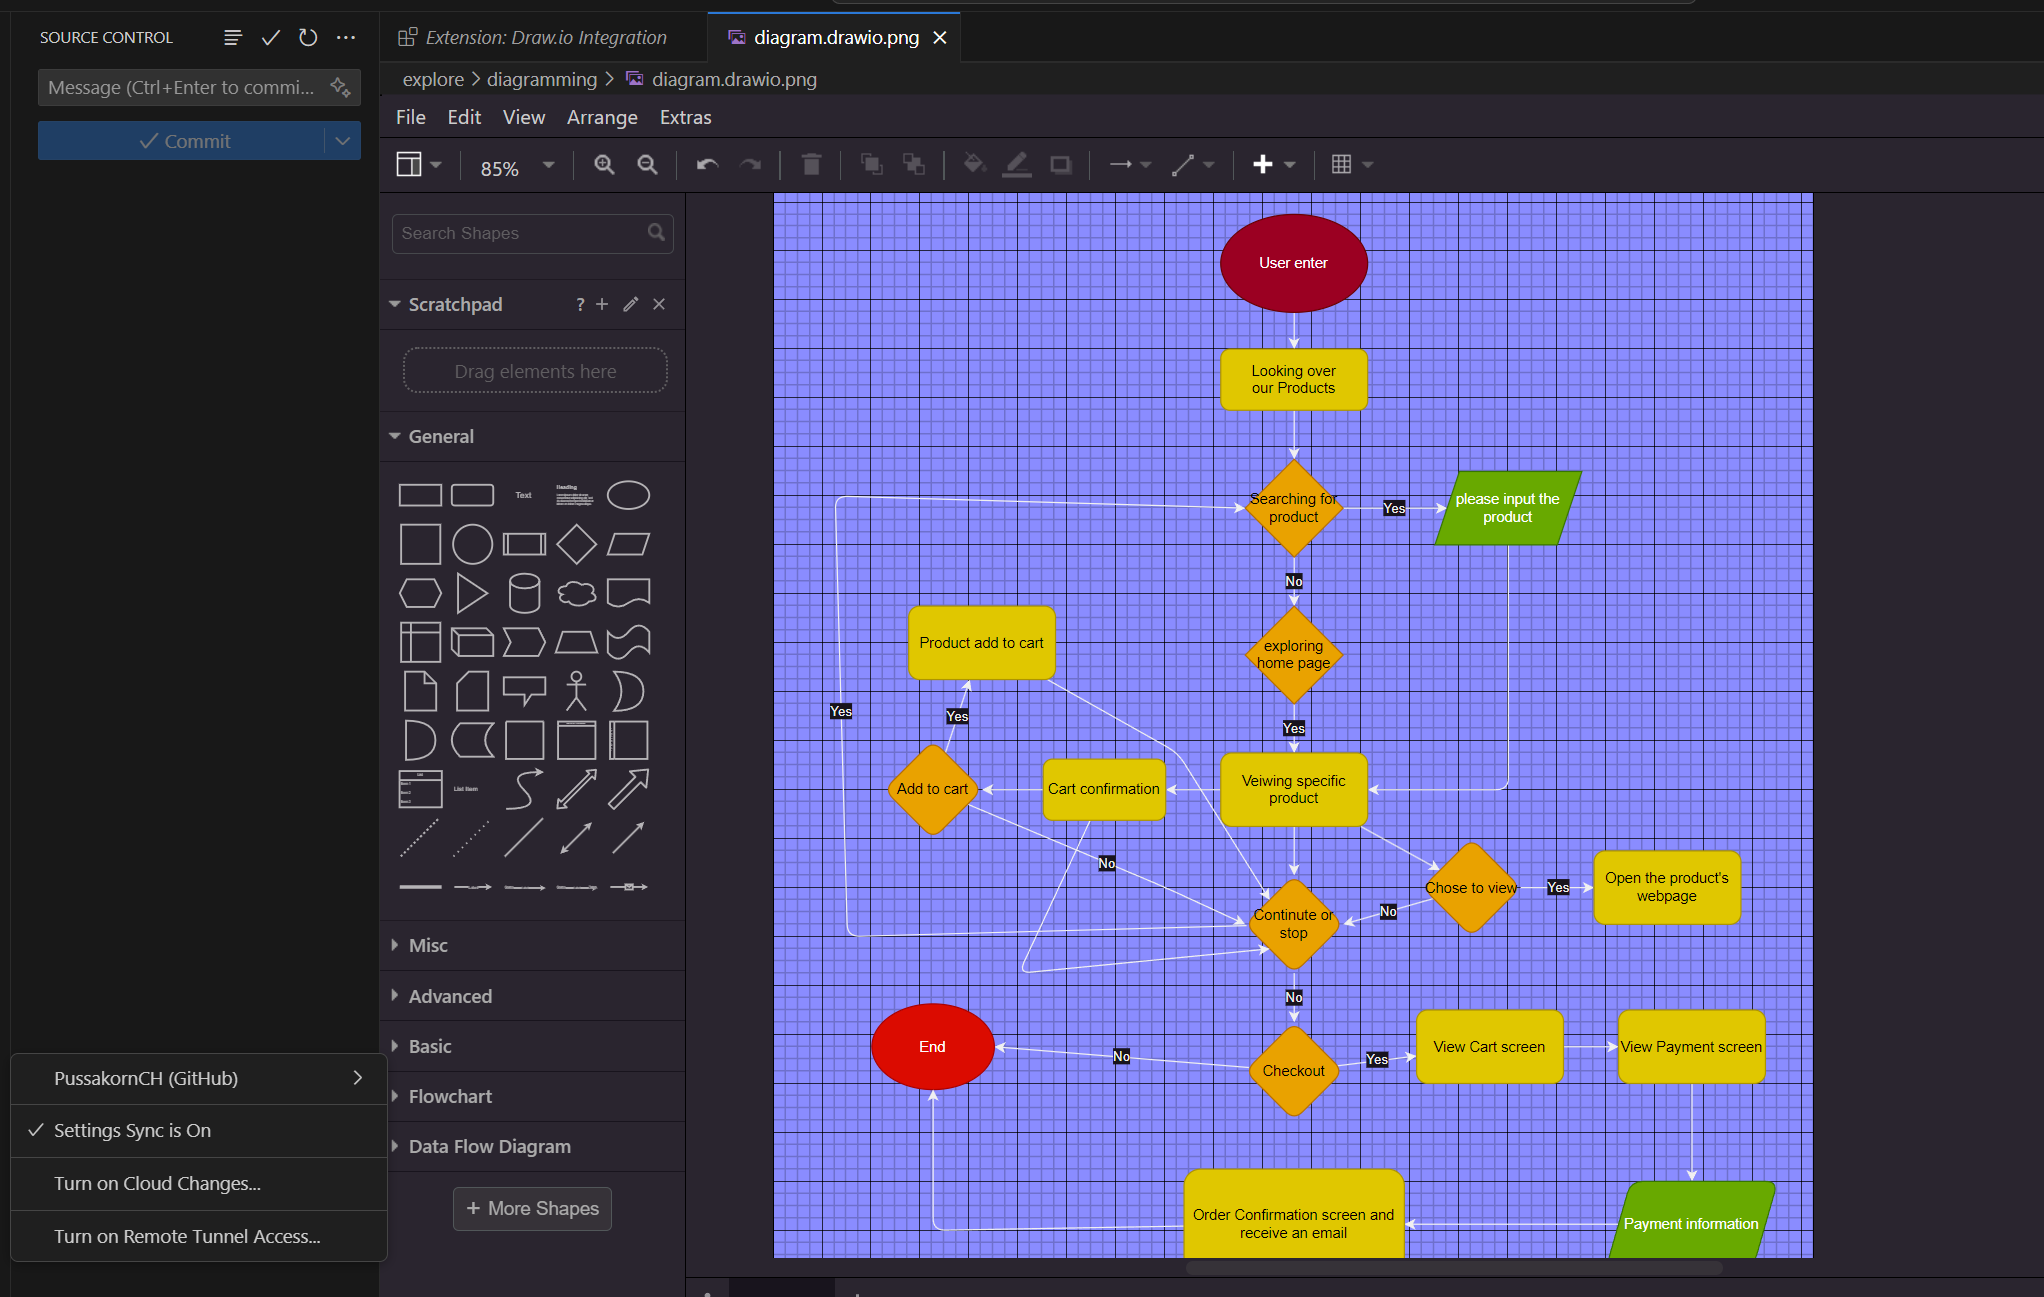 SOURCE CONTROL
Message (Ctrl+Enter to commi...
Commit
Extension: Draw.io Integration
diagram.drawio.png
explore > diagramming > diagram.drawio.png
File Edit View Arrange Extras
85%
Search Shapes
Scratchpad
?
Drag elements here
General
Text
Heading
List Item
Misc
Advanced
Basic
Flowchart
Data Flow Diagram
+ More Shapes
PussakornCH (GitHub)
Settings Sync is On
Turn on Cloud Changes...
Turn on Remote Tunnel Access...
User enter
Looking over
our Products
Searching for
product
Yes
please input the
product
No
Product add to cart
exploring
home page
Yes
Yes
Yes
Add to cart
Cart confirmation
Veiwing specific
product
No
Chose to view
Yes
Open the product's
webpage
No
Continute or
stop
No
End
No
Checkout
Yes
View Cart screen
View Payment screen
Order Confirmation screen and
receive an email
Payment information